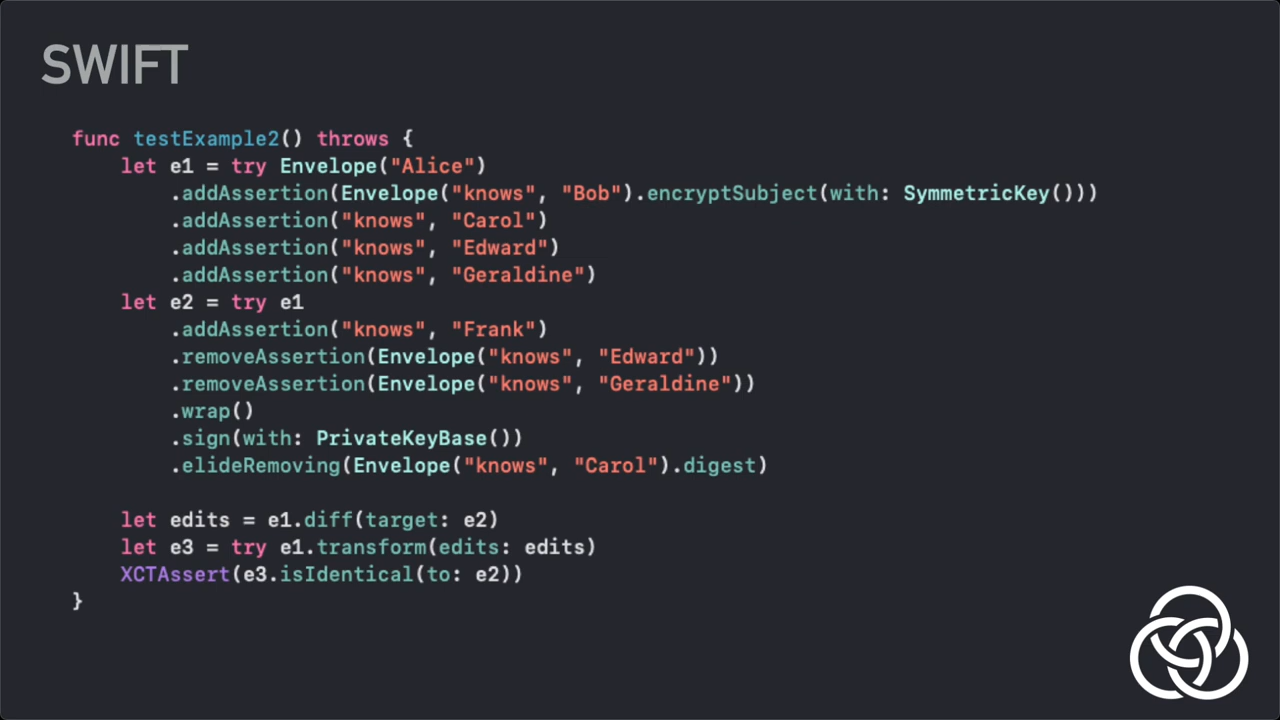 SWIFT
func testExample2() throws {
    let e1 = try Envelope("Alice")
        .addAssertion(Envelope("knows", "Bob").encryptSubject(with: SymmetricKey()))
        .addAssertion("knows", "Carol")
        .addAssertion("knows", "Edward")
        .addAssertion("knows", "Geraldine")
    let e2 = try e1
        .addAssertion("knows", "Frank")
        .removeAssertion(Envelope("knows", "Edward"))
        .removeAssertion(Envelope("knows", "Geraldine"))
        .wrap()
        .sign(with: PrivateKeyBase())
        .elideRemoving(Envelope("knows", "Carol").digest)
    let edits = e1.diff(target: e2)
    let e3 = try e1.transform(edits: edits)
    XCTAssert(e3.isIdentical(to: e2))
}